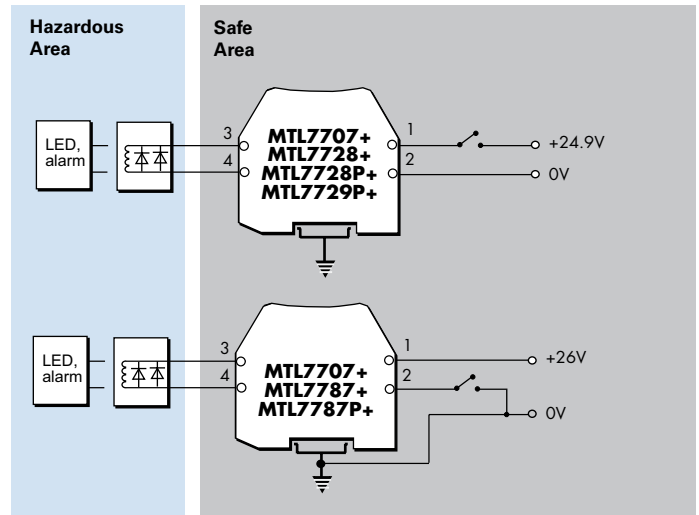 Hazardous
Area
Safe
Area
LED,
alarm
3
4
MTL7707+
MTL7728+
MTL7728P+
MTL7729P+
1
2
+24.9V
0V
LED,
alarm
3
4
MTL7707+
MTL7787+
MTL7787P+
1
2
+26V
0V